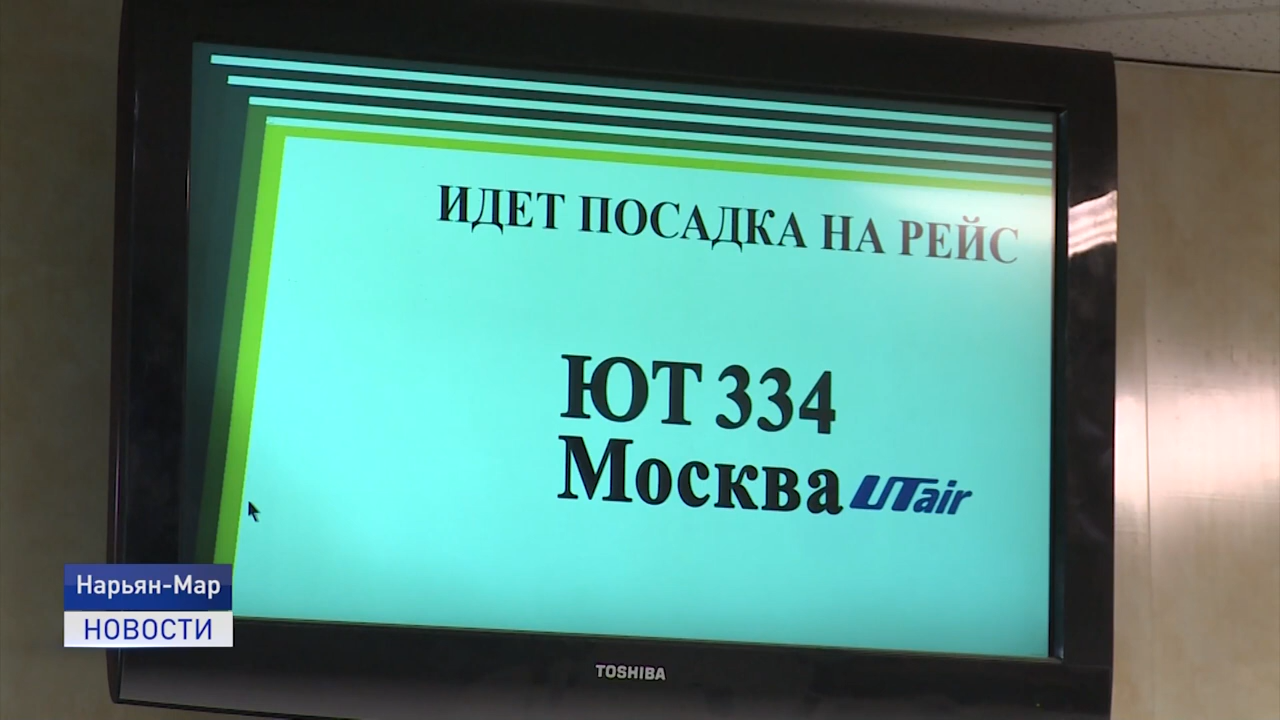 ИДЕТ ПОСАДКА НА РЕЙС
ЮТ 334
Москва UTair
Нарьян-Мар
НОВОСТИ
TOSHIBA